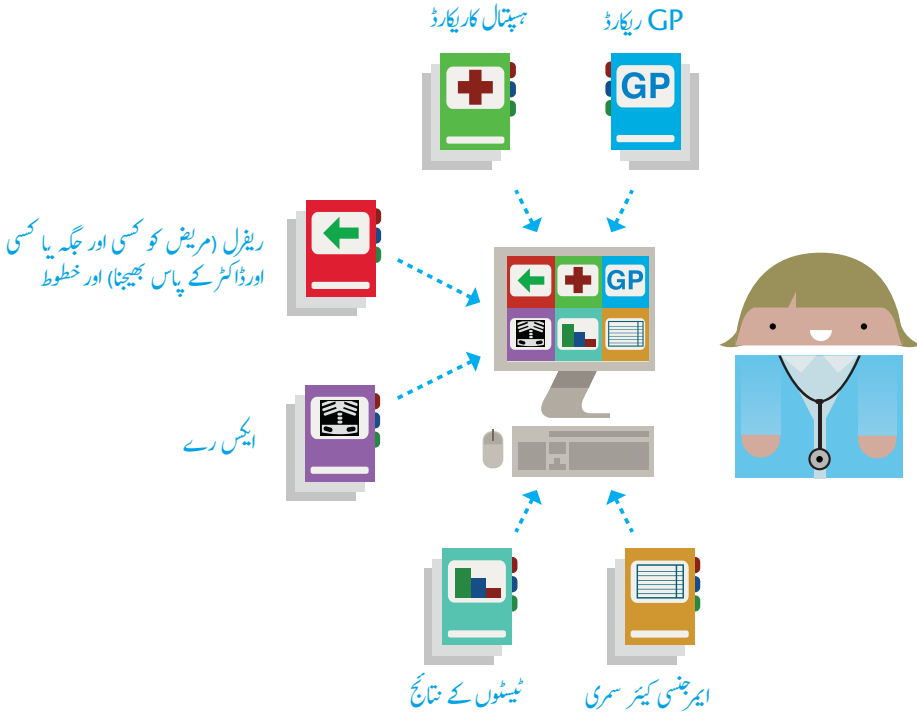 GP ریکارڈ
ہسپتال کا ریکارڈ
GP
ریفرل (مریض کو کسی اور جگہ یا کسی
اور ڈاکٹر کے پاس بھیجنا) اور خطوط
GP
ایکس رے
ایمرجنسی کیئر سمری
ٹیسٹوں کے نتائج